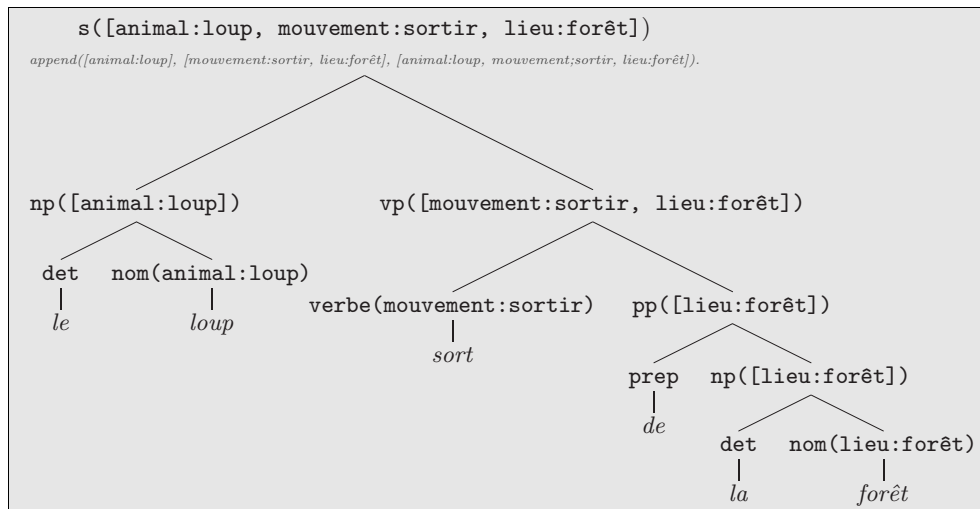 s([animal:loup, mouvement:sortir, lieu:forêt])
append([animal:loup], [mouvement:sortir, lieu:forêt], [animal:loup, mouvement;sortir, lieu:forêt]).
np([animal:loup]) vp([mouvement:sortir, lieu:forêt])
det nom(animal:loup)
verbe(mouvement:sortir) pp([lieu:forêt])
le loup
sort
prep np([lieu:forêt])
de
det nom(lieu:forêt)
la forêt